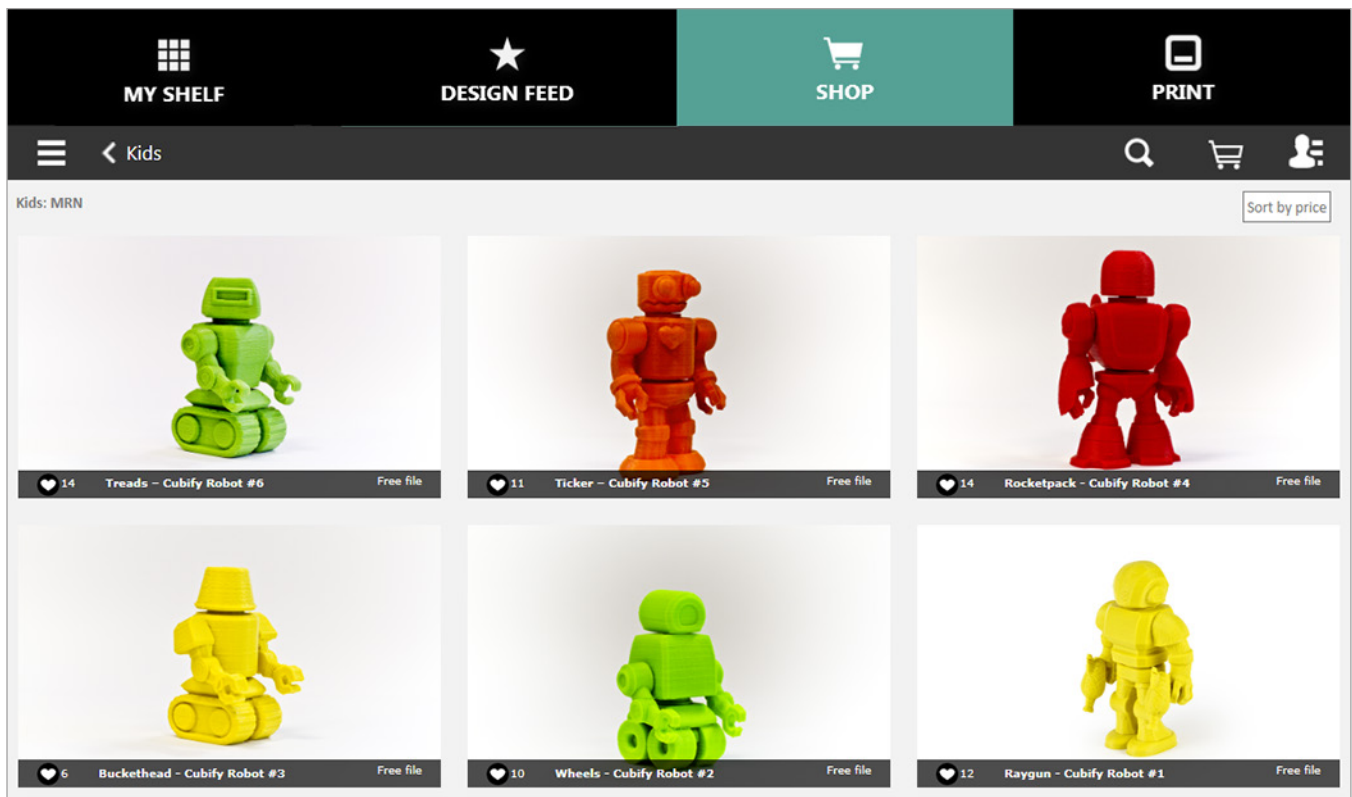 MY SHELF
DESIGN FEED
SHOP
PRINT
Kids
Kids: MRN
Sort by price
14 Treads – Cubify Robot #6 Free file
11 Ticker – Cubify Robot #5 Free file
14 Rocketpack - Cubify Robot #4 Free file
6 Buckethead - Cubify Robot #3 Free file
10 Wheels - Cubify Robot #2 Free file
12 Raygun - Cubify Robot #1 Free file